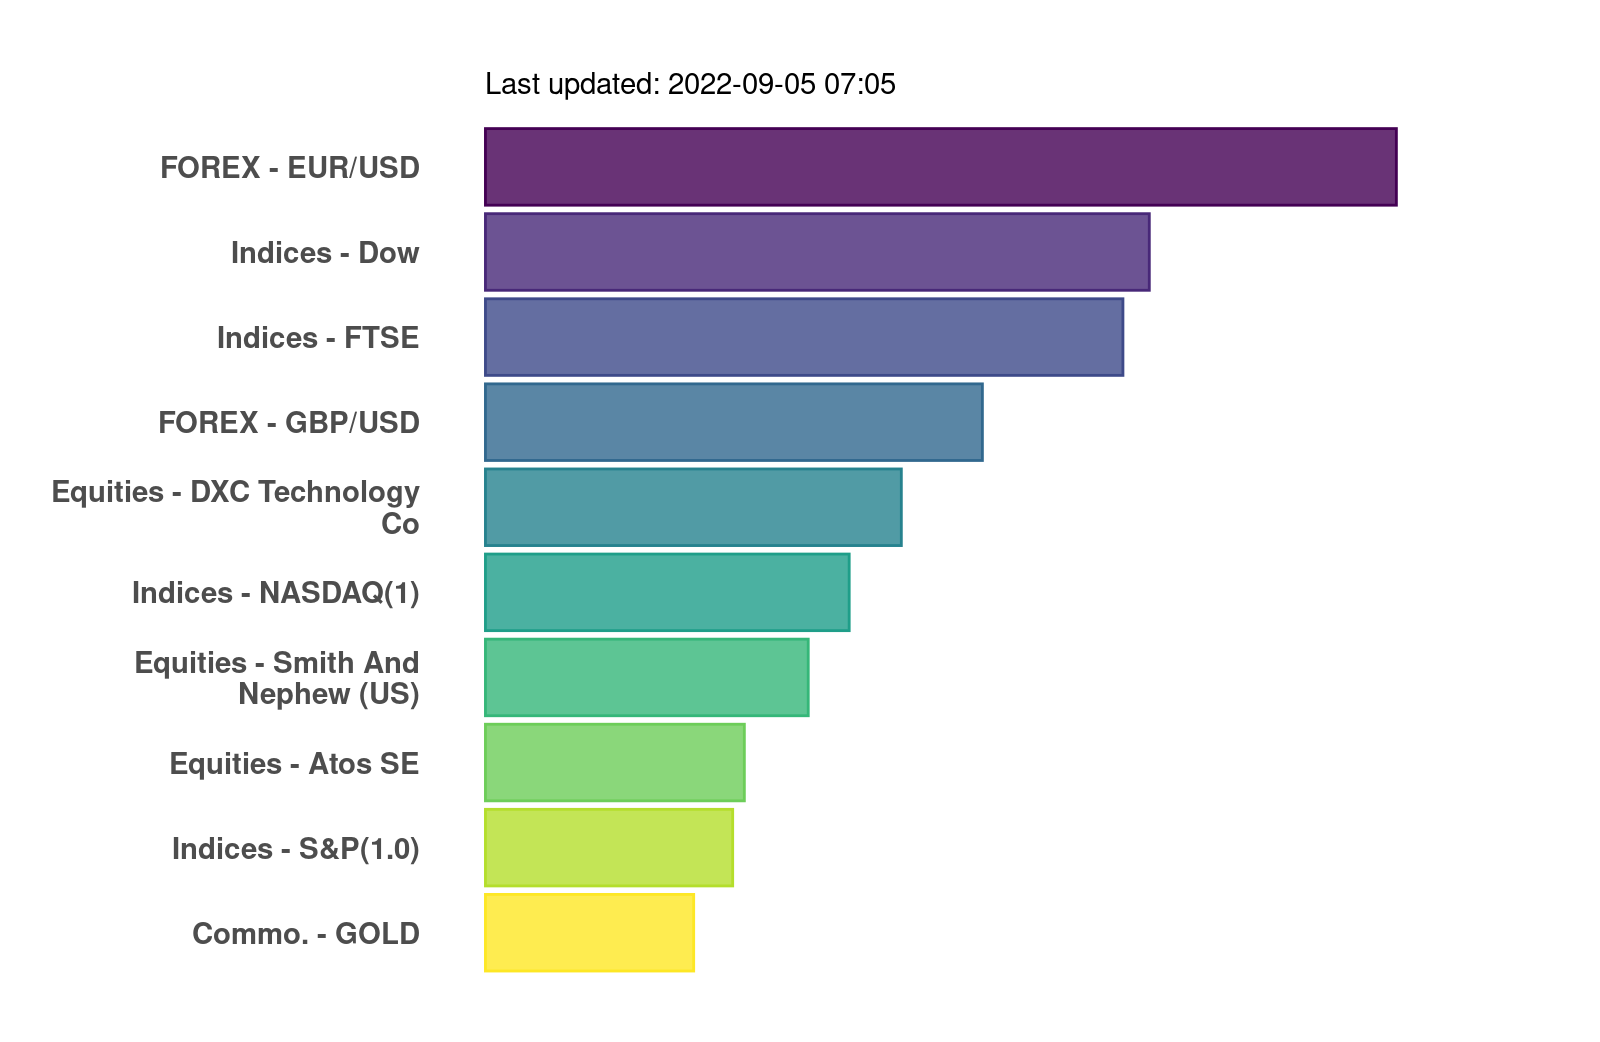 Last updated: 2022-09-05 07:05
FOREX - EUR/USD
Indices - Dow
Indices - FTSE
FOREX - GBP/USD
Equities - DXC Technology
Co
Indices - NASDAQ(1)
Equities - Smith And
Nephew (US)
Equities - Atos SE
Indices - S&P(1.0)
Commo. - GOLD